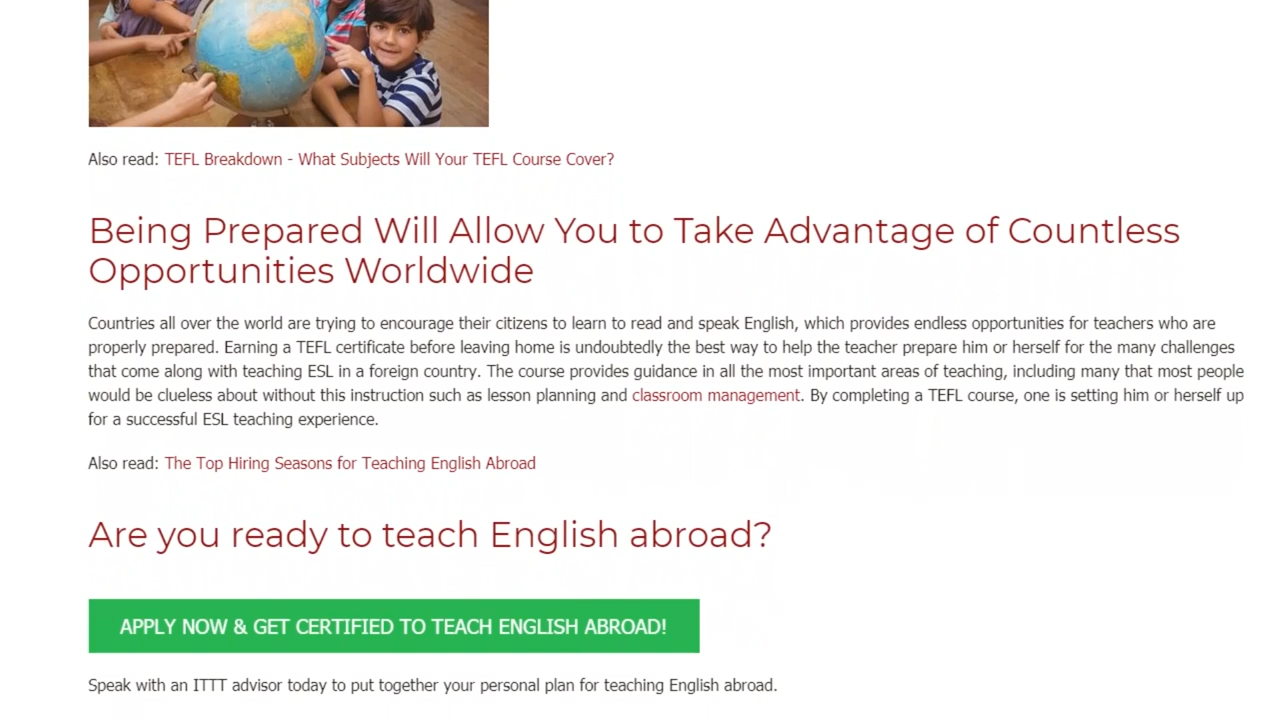 Also read: TEFL Breakdown - What Subjects Will Your TEFL Course Cover?
Being Prepared Will Allow You to Take Advantage of Countless
Opportunities Worldwide
Countries all over the world are trying to encourage their citizens to learn to read and speak English, which provides endless opportunities for teachers who are
properly prepared. Earning a TEFL certificate before leaving home is undoubtedly the best way to help the teacher prepare him or herself for the many challenges
that come along with teaching ESL in a foreign country. The course provides guidance in all the most important areas of teaching, including many that most people
would be clueless about without this instruction such as lesson planning and classroom management. By completing a TEFL course, one is setting him or herself up
for a successful ESL teaching experience.
Also read: The Top Hiring Seasons for Teaching English Abroad
Are you ready to teach English abroad?
APPLY NOW & GET CERTIFIED TO TEACH ENGLISH ABROAD!
Speak with an ITTT advisor today to put together your personal plan for teaching English abroad.